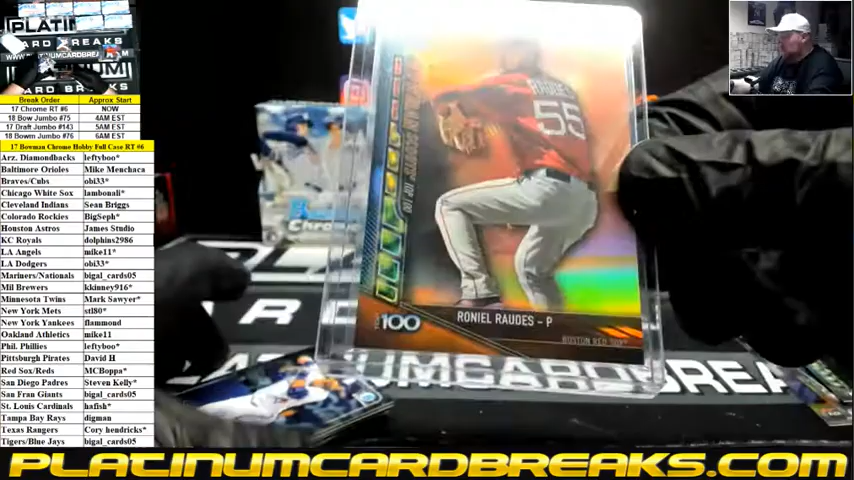 PLATIN
ARD BREAKS
Break Order Approx Start
17 Chrome RT #6 NOW
18 Bow Jumbo #75 4AM EST
17 Draft Jumbo #143 5AM EST
18 Bowm Jumbo #76 6AM EST
17 Bowman Chrome Hobby Full Case RT #6
Arz. Diamondbacks leftyboo*
Baltimore Orioles Mike Menchaca
Braves/Cubs obi33*
Chicago White Sox lambonali*
Cleveland Indians Sean Briggs
Colorado Rockies BigSeph*
Houston Astros James Studio
KC Royals dolphins2986
LA Angels mike11*
LA Dodgers obi33*
Mariners/Nationals bigal_cards05
Mil Brewers kkinney916*
Minnesota Twins Mark Sawyer*
New York Mets stl80*
New York Yankees flammond
Oakland Athletics mike11
Phil. Phillies leftyboo*
Pittsburgh Pirates David H
Red Sox/Reds MCBoppa*
San Diego Padres Steven Kelly*
San Fran Giants bigal_cards05
St. Louis Cardinals hafish*
Tampa Bay Rays digman
Texas Rangers Cory hendricks*
Tigers/Blue Jays bigal_cards05
RAUDES
55
TOP 100
RONIEL RAUDES - P
BOSTON RED SOX
UMCARDBREA
PLATINUMCARDBREAKS.COM